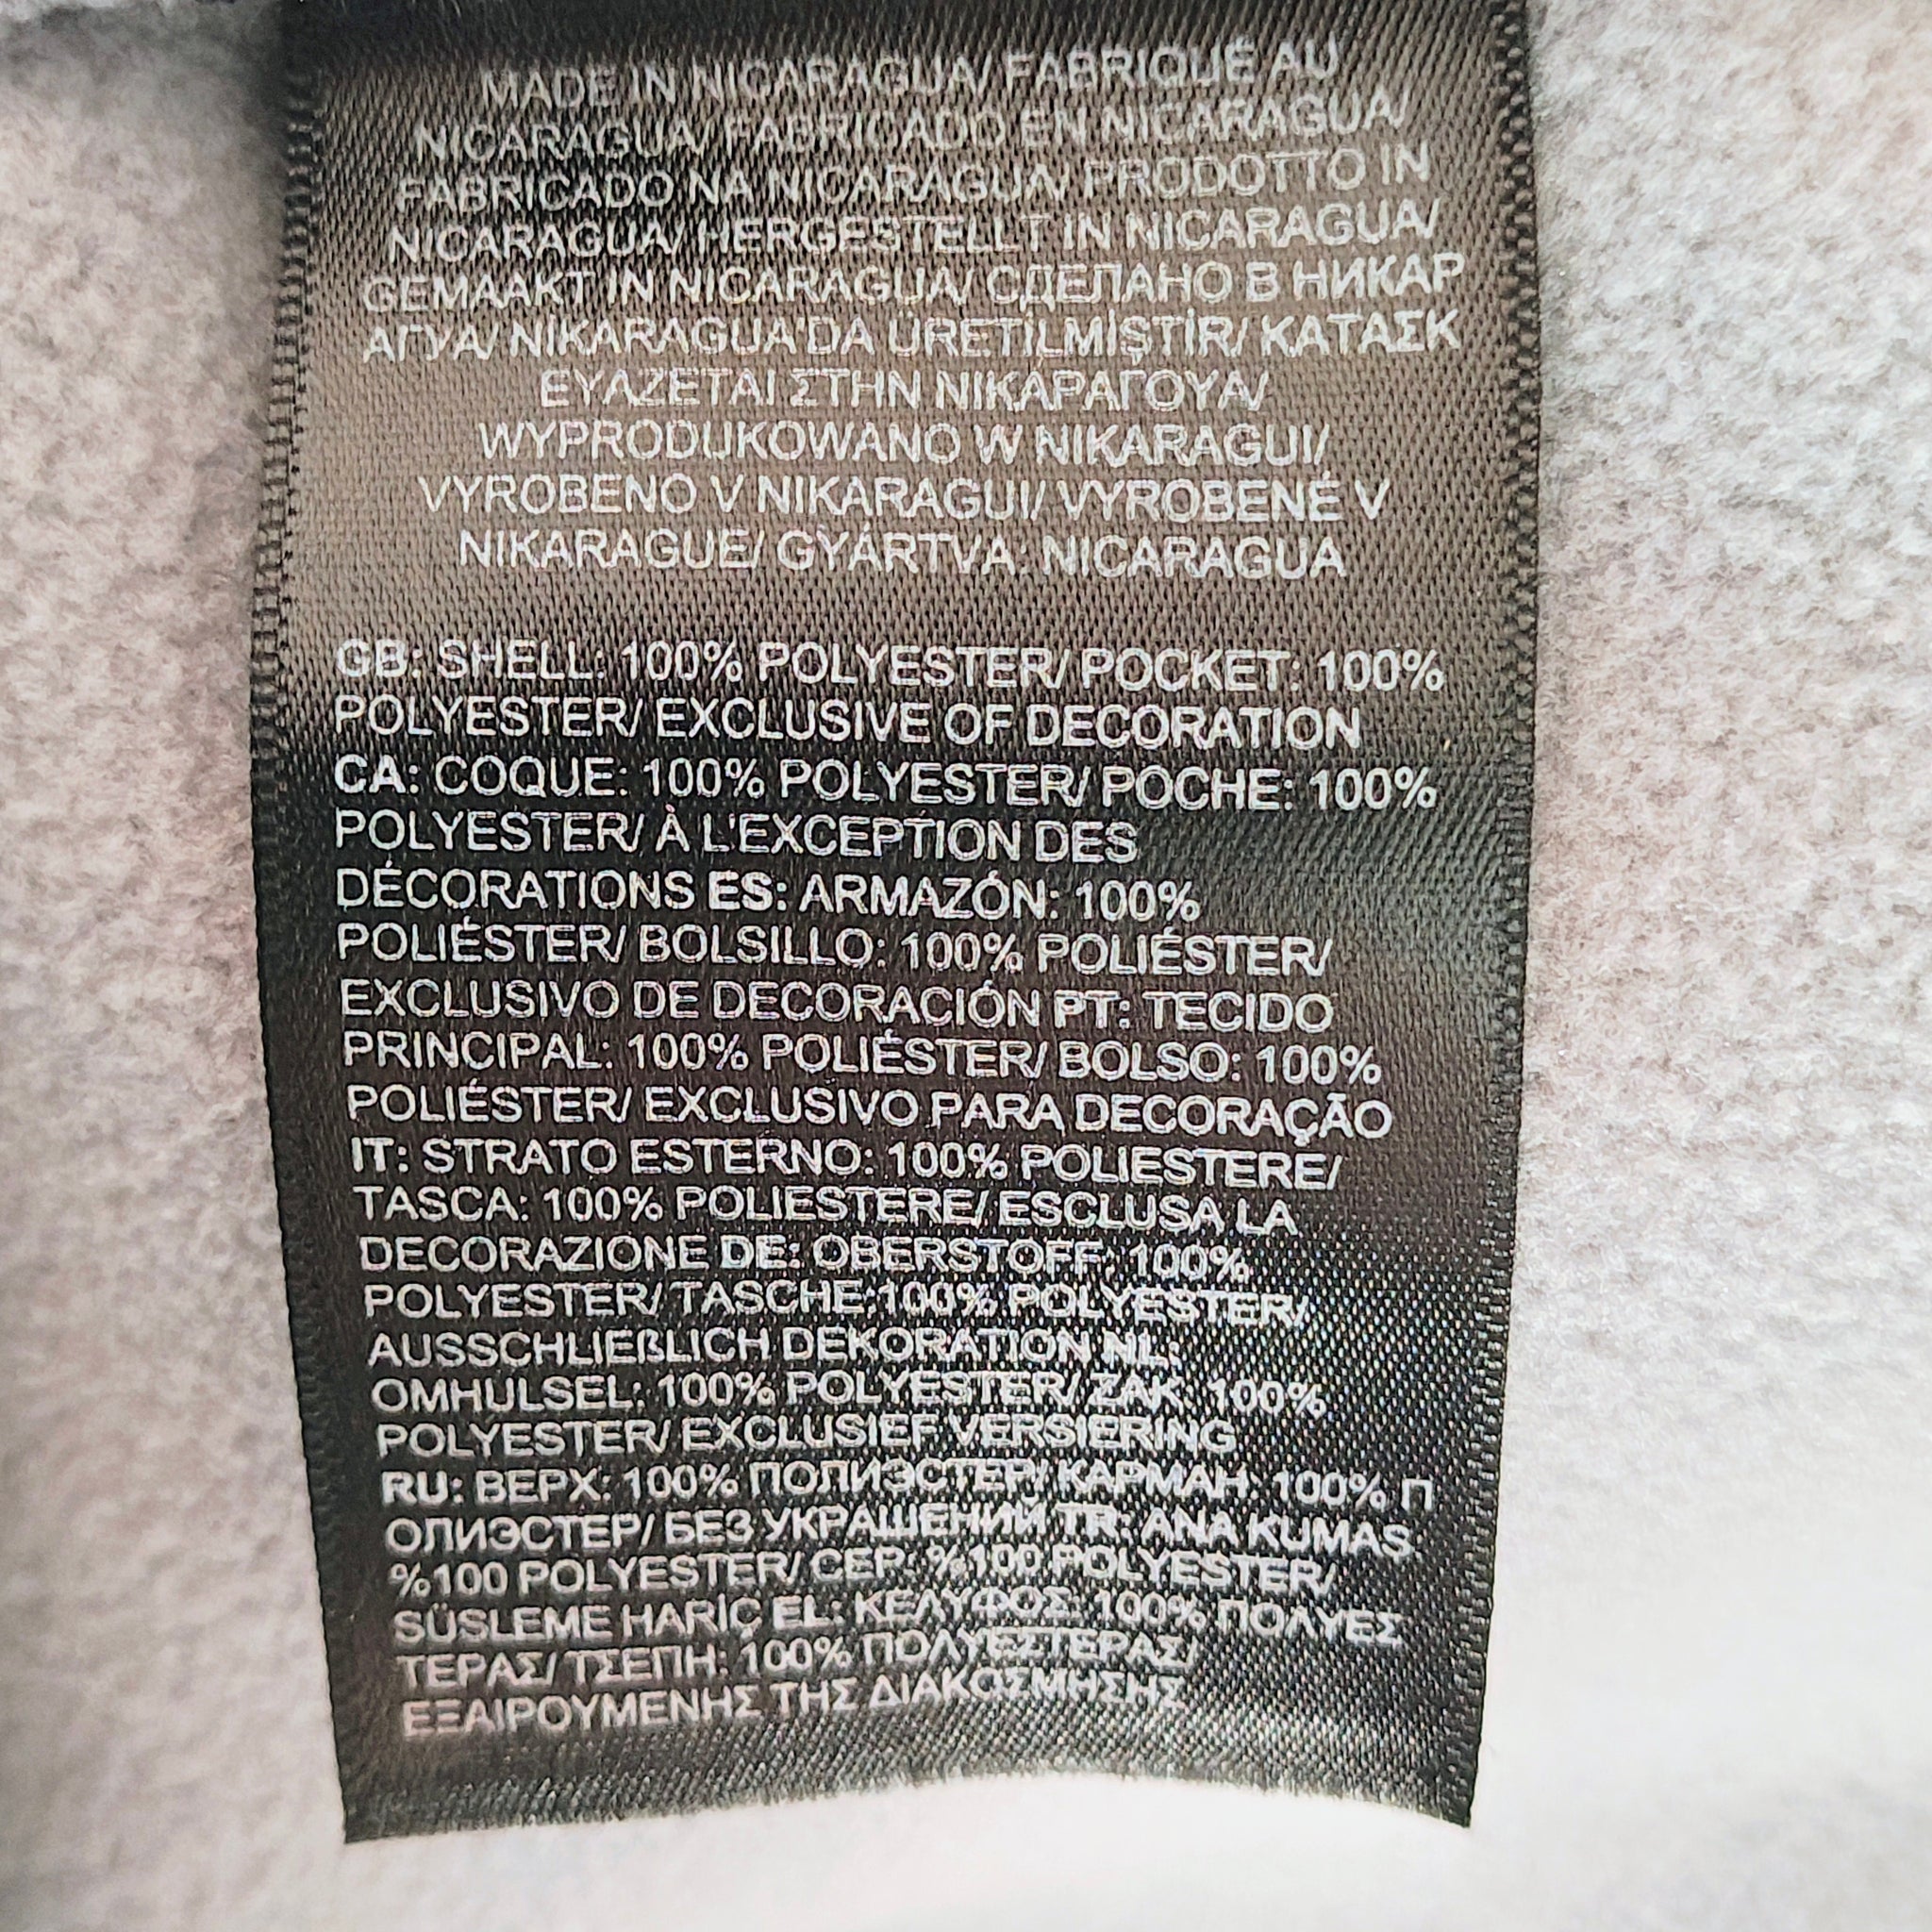 MADE IN NICARAGUA/ FABRIQUÉ AU
NICARAGUA/ FABRICADO EN NICARAGUA/
FABRICADO NA NICARÁGUA/ PRODOTTO IN
NICARAGUA/ HERGESTELLT IN NICARAGUA/
GEMAAKT IN NICARAGUA/ СДЕЛАНО В НИКАР
АГУА/ NİKARAGUA'DA ÜRETİLMİŞTİR/ ΚΑΤΑΣΚ
ΕΥΑΖΕΤΑΙ ΣΤΗΝ ΝΙΚΑΡΑΓΟΥΑ/
WYPRODUKOWANO W NIKARAGUI/
VYROBENO V NIKARAGUI/ VYROBENÉ V
NIKARAGUE/ GYÁRTVA: NICARAGUA
GB: SHELL: 100% POLYESTER/ POCKET: 100%
POLYESTER/ EXCLUSIVE OF DECORATION
CA: COQUE: 100% POLYESTER/ POCHE: 100%
POLYESTER/ À L'EXCEPTION DES
DÉCORATIONS ES: ARMAZÓN: 100%
POLIÉSTER/ BOLSILLO: 100% POLIÉSTER/
EXCLUSIVO DE DECORACIÓN PT: TECIDO
PRINCIPAL: 100% POLIÉSTER/ BOLSO: 100%
POLIÉSTER/ EXCLUSIVO PARA DECORAÇÃO
IT: STRATO ESTERNO: 100% POLIESTERE/
TASCA: 100% POLIESTERE/ ESCLUSA LA
DECORAZIONE DE: OBERSTOFF: 100%
POLYESTER/ TASCHE:100% POLYESTER/
AUSSCHLIEßLICH DEKORATION NL:
OMHULSEL: 100% POLYESTER/ ZAK: 100%
POLYESTER/ EXCLUSIEF VERSIERING
RU: ВЕРХ: 100% ПОЛИЭСТЕР/ КАРМАН: 100% П
ОЛИЭСТЕР/ БЕЗ УКРАШЕНИЙ TR: ANA KUMAS
%100 POLYESTER/ CEP: %100 POLYESTER/
SÜSLEME HARİÇ EL: ΚΕΛΥΦΟΣ: 100% ΠΟΛΥΕΣ
ΤΕΡΑΣ/ ΤΣΕΠΗ: 100% ΠΟΛΥΕΣΤΕΡΑΣ/
ΕΞΑΙΡΟΥΜΕΝΗΣ ΤΗΣ ΔΙΑΚΟΣΜΗΣΗΣ